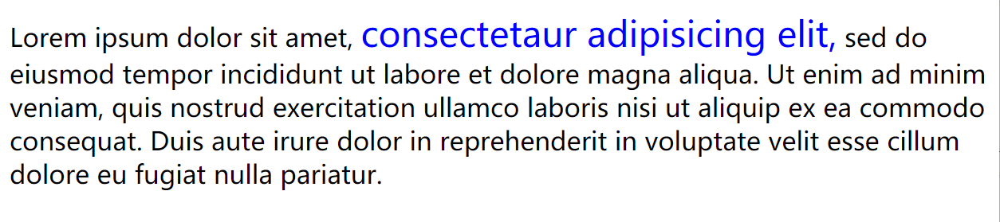 Lorem ipsum dolor sit amet, consectetaur adipisicing elit, sed do
eiusmod tempor incididunt ut labore et dolore magna aliqua. Ut enim ad minim
veniam, quis nostrud exercitation ullamco laboris nisi ut aliquip ex ea commodo
consequat. Duis aute irure dolor in reprehenderit in voluptate velit esse cillum
dolore eu fugiat nulla pariatur.